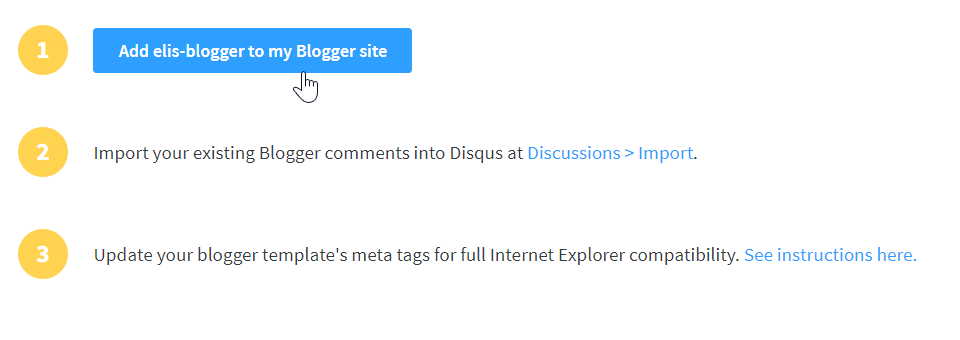 1
Add elis-blogger to my Blogger site
2
Import your existing Blogger comments into Disqus at Discussions > Import.
3
Update your blogger template's meta tags for full Internet Explorer compatibility. See instructions here.